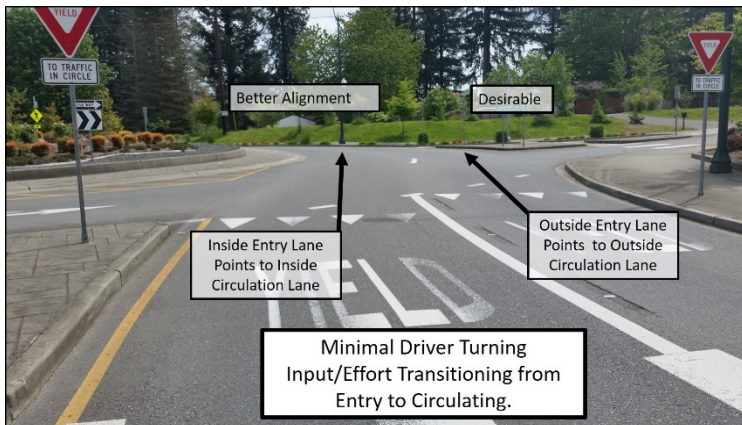 YIELD
TO TRAFFIC
IN CIRCLE
YIELD
TO TRAFFIC
IN CIRCLE
Better Alignment
Desirable
Inside Entry Lane
Points to Inside
Circulation Lane
Outside Entry Lane
Points to Outside
Circulation Lane
YIELD
Minimal Driver Turning
Input/Effort Transitioning from
Entry to Circulating.